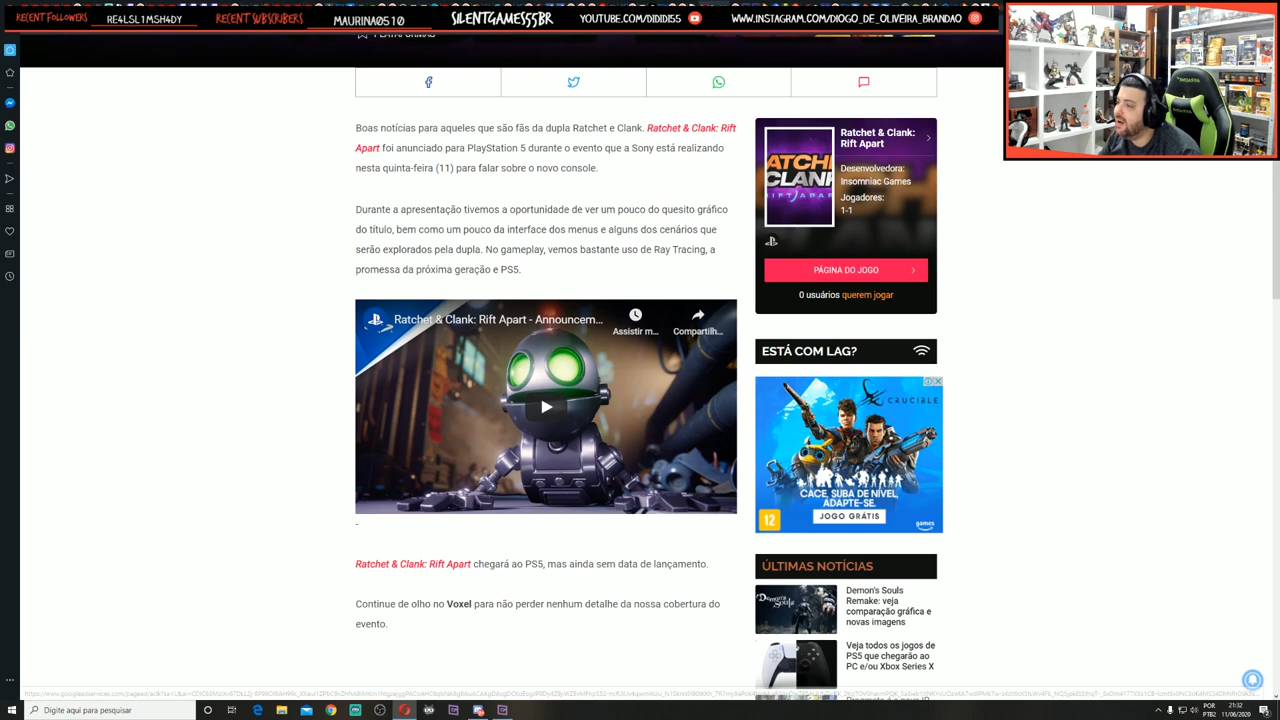 RECENT FOLLOWERS RE4LSL1MSH4DY RECENT SUBSCRIBERS MAURINA0510 SILENTGAMES55BR YOUTUBE.COM/DIDIDI55 WWW.INSTAGRAM.COM/DIOGO_DE_OLIVEIRA_BRANDAO
PLATAFORMAS
Boas notícias para aqueles que são fãs da dupla Ratchet e Clank. Ratchet & Clank: Rift
Apart foi anunciado para PlayStation 5 durante o evento que a Sony está realizando
nesta quinta-feira (11) para falar sobre o novo console.
Durante a apresentação tivemos a oportunidade de ver um pouco do quesito gráfico
do título, bem como um pouco da interface dos menus e alguns dos cenários que
serão explorados pela dupla. No gameplay, vemos bastante uso de Ray Tracing, a
promessa da próxima geração e PS5.
Ratchet & Clank: Rift Apart - Announcem...
Assistir m...
Compartilh...
-
Ratchet & Clank: Rift Apart chegará ao PS5, mas ainda sem data de lançamento.
Continue de olho no Voxel para não perder nenhum detalhe da nossa cobertura do
evento.
Ratchet & Clank:
Rift Apart
Desenvolvedora:
Insomniac Games
Jogadores:
1-1
PÁGINA DO JOGO
0 usuários querem jogar
ESTÁ COM LAG?
CRUCIBLE
CACE, SUBA DE NÍVEL,
ADAPTE-SE.
JOGO GRÁTIS
12
games
ÚLTIMAS NOTÍCIAS
Demon's Souls
Demon's Souls
Remake: veja
comparação gráfica e
novas imagens
Veja todos os jogos de
PS5 que chegarão ao
PC e/ou Xbox Series X
Digite aqui para pesquisar
POR
PTB2
21:32
11/06/2020
2